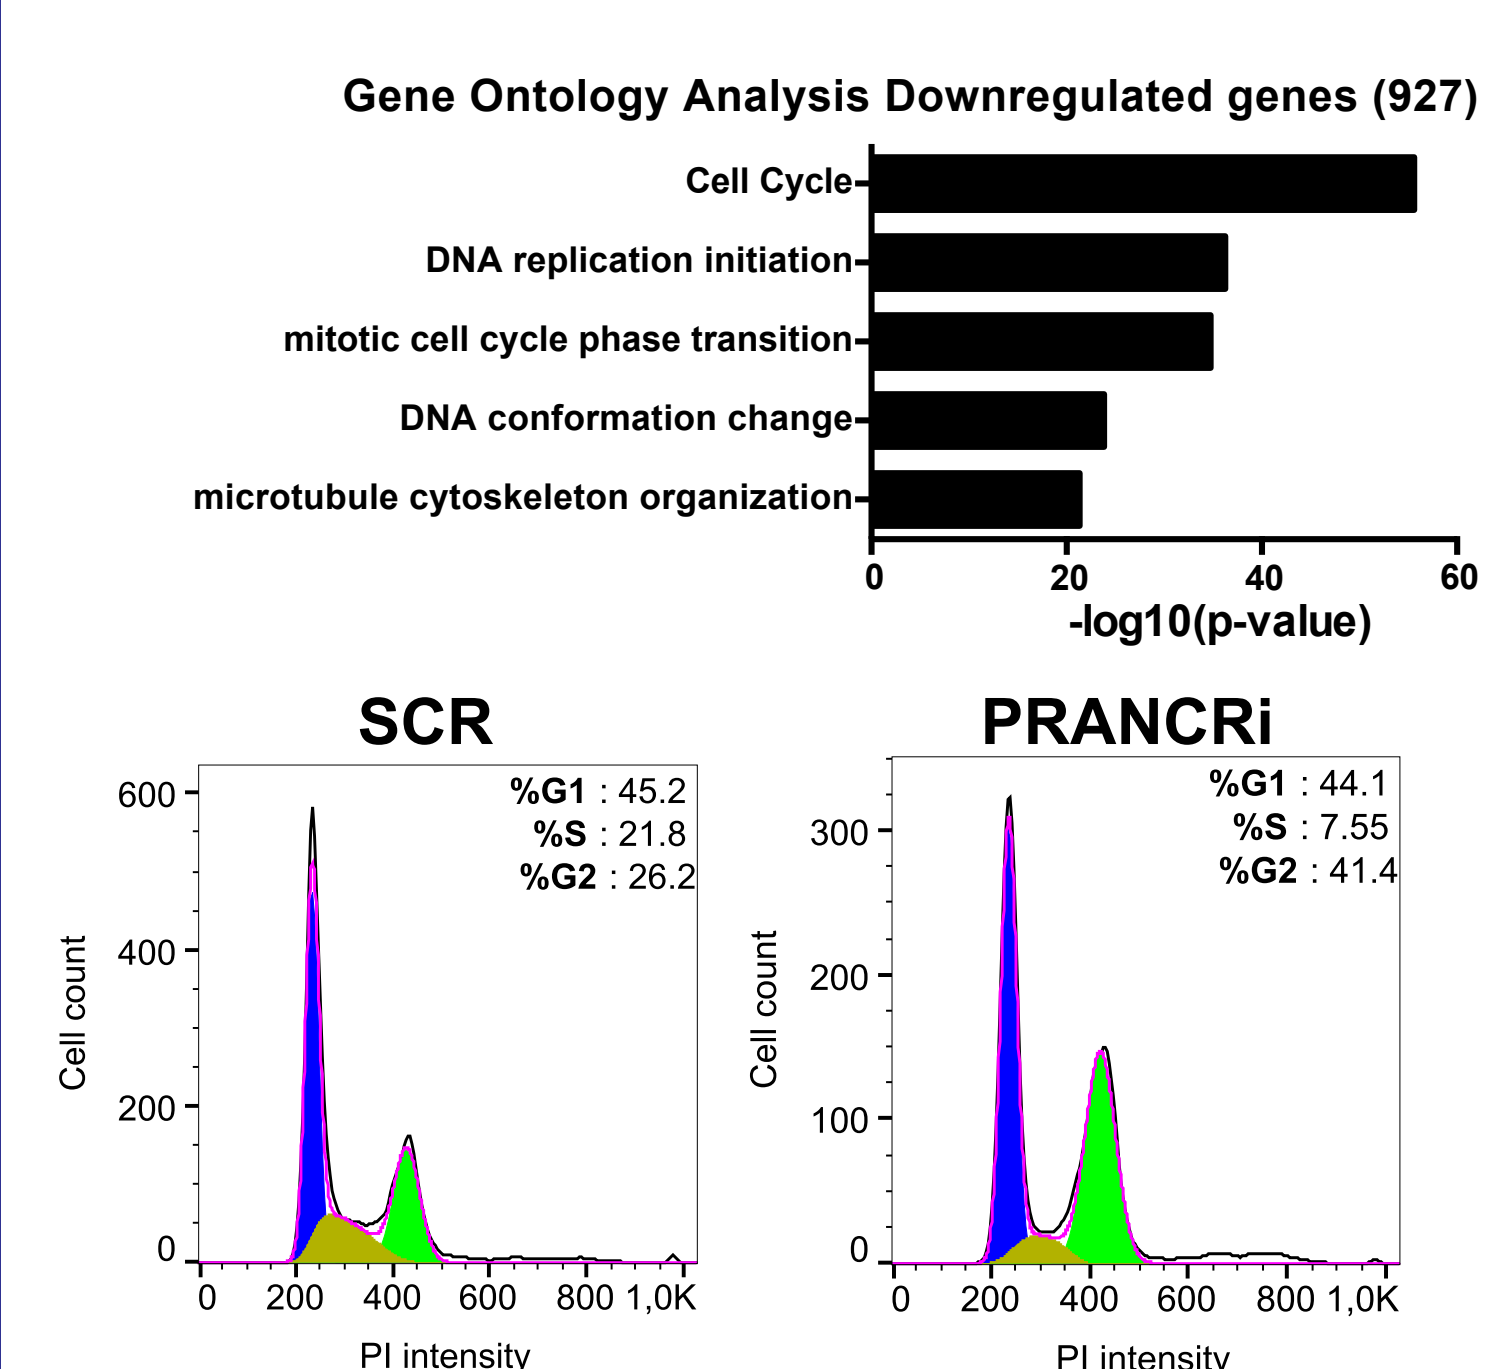 Gene Ontology Analysis Downregulated genes (927)
Cell Cycle
DNA replication initiation
mitotic cell cycle phase transition
DNA conformation change
microtubule cytoskeleton organization
0 20 40 60
-log10(p-value)
SCR
%G1 : 45.2
%S : 21.8
%G2 : 26.2
600
400
200
0
Cell count
0 200 400 600 800 1,0K
PI intensity
PRANCRi
%G1 : 44.1
%S : 7.55
%G2 : 41.4
300
200
100
0
Cell count
0 200 400 600 800 1,0K
PI intensity